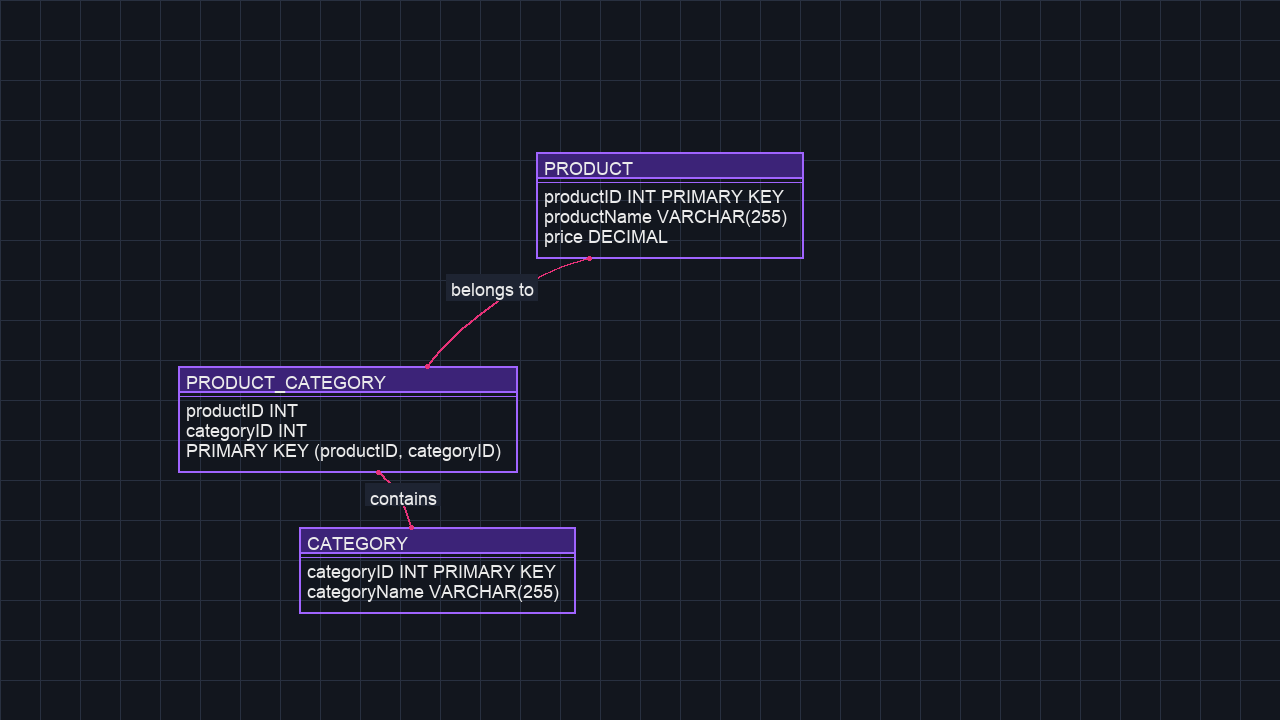 PRODUCT
productID INT PRIMARY KEY
productName VARCHAR(255)
price DECIMAL
belongs to
PRODUCT_CATEGORY
productID INT
categoryID INT
PRIMARY KEY (productID, categoryID)
contains
CATEGORY
categoryID INT PRIMARY KEY
categoryName VARCHAR(255)